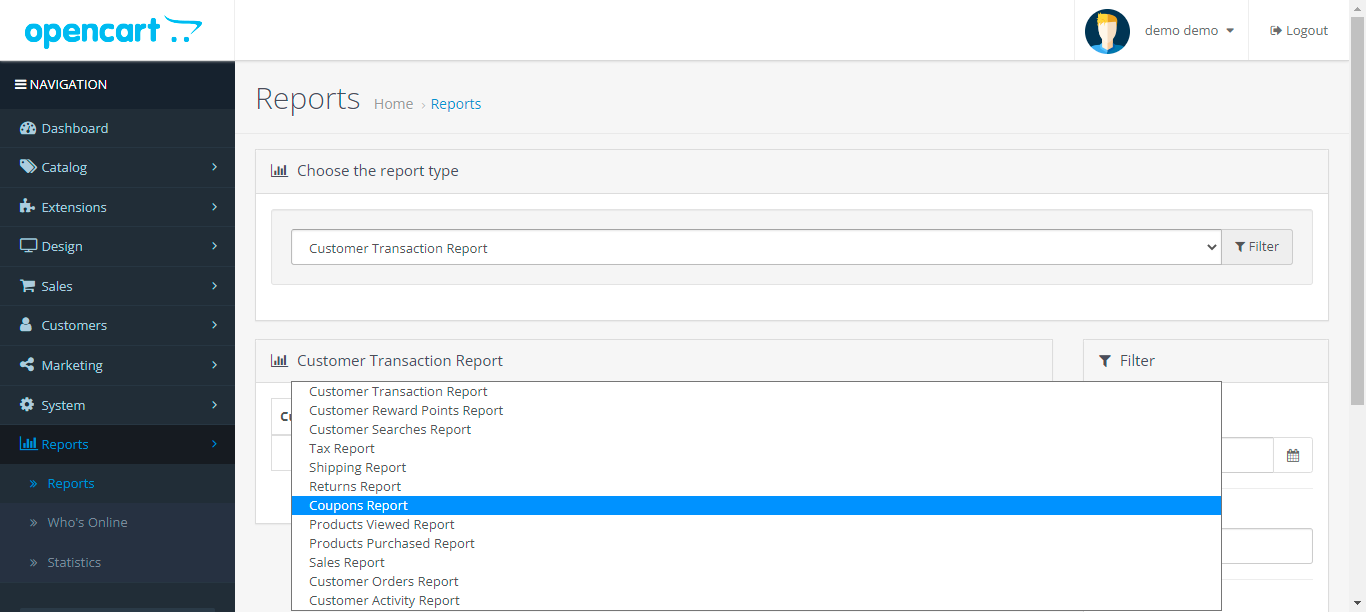 opencart
demo demo
Logout
NAVIGATION
Dashboard
Catalog
Extensions
Design
Sales
Customers
Marketing
System
Reports
Reports
Who's Online
Statistics
Reports Home › Reports
Choose the report type
Customer Transaction Report
Filter
Customer Transaction Report
Filter
Customer Transaction Report
Customer Reward Points Report
Customer Searches Report
Tax Report
Shipping Report
Returns Report
Coupons Report
Products Viewed Report
Products Purchased Report
Sales Report
Customer Orders Report
Customer Activity Report